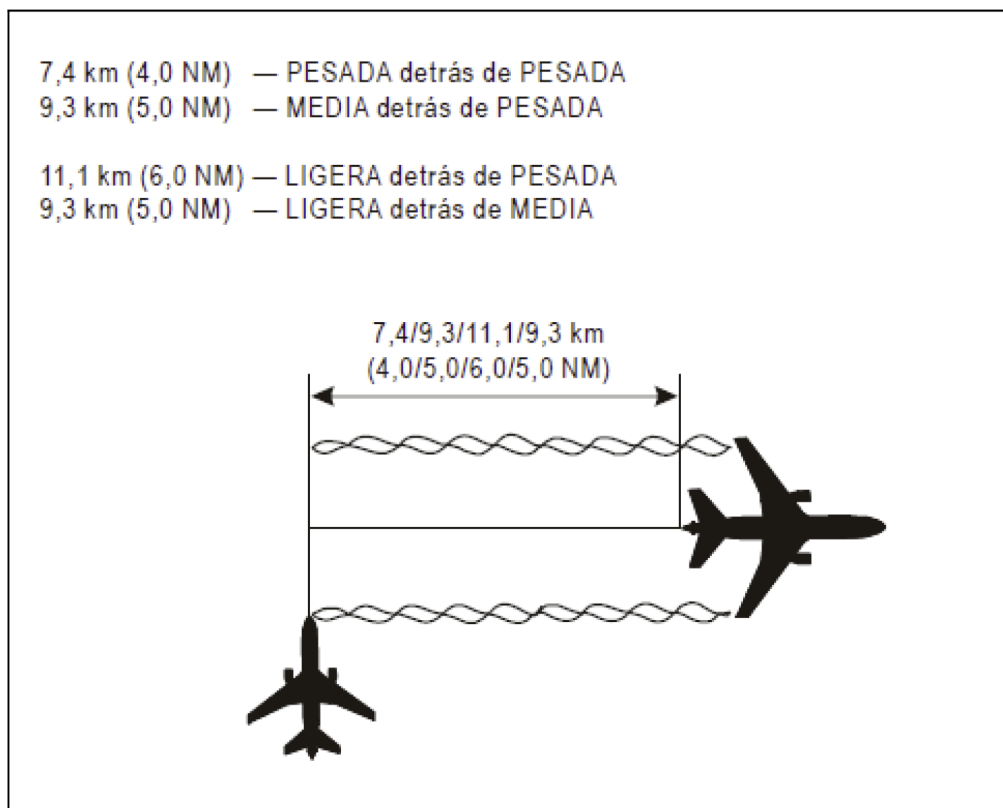 7,4 km (4,0 NM) — PESADA detrás de PESADA
9,3 km (5,0 NM) — MEDIA detrás de PESADA
11,1 km (6,0 NM) — LIGERA detrás de PESADA
9,3 km (5,0 NM) — LIGERA detrás de MEDIA
7,4/9,3/11,1/9,3 km
(4,0/5,0/6,0/5,0 NM)